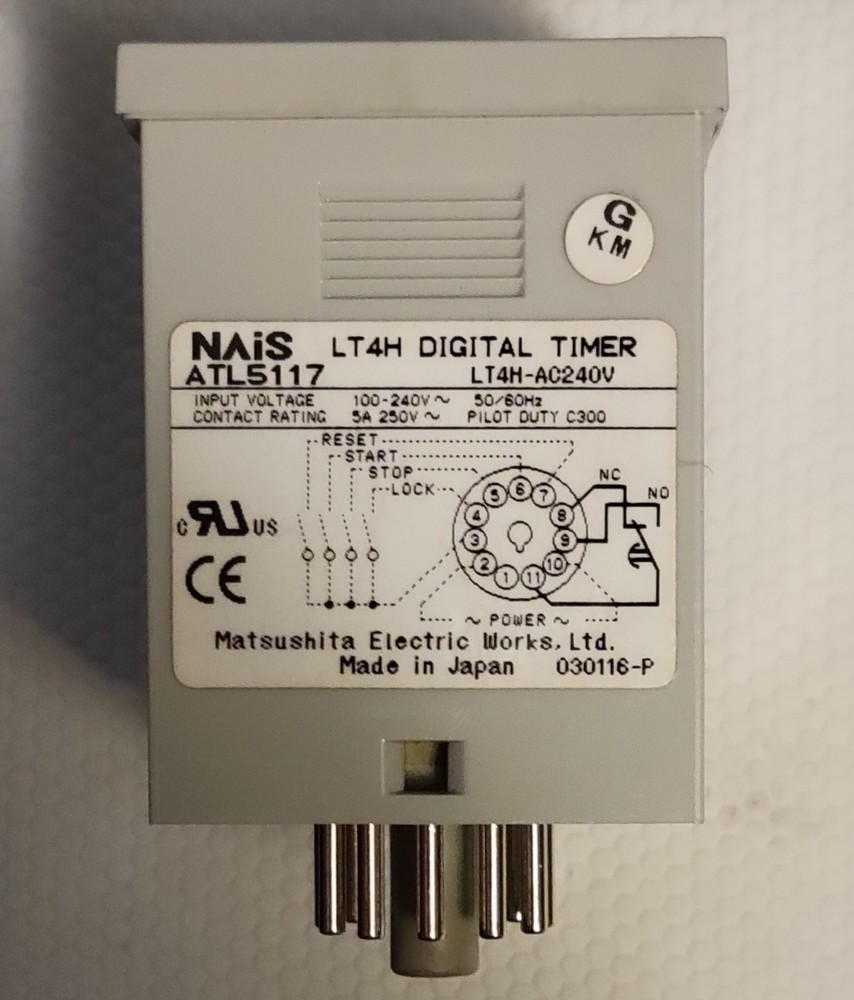 G
KM
NAiS LT4H DIGITAL TIMER
ATL5117 LT4H-AC240V
INPUT VOLTAGE 100-240V~ 50/60Hz
CONTACT RATING 5A 250V~ PILOT DUTY C300
RESET
START
STOP
LOCK
NC
NO
5 6 7
4 8
3 9
2 10
1 11
C RU US
CE
~ POWER ~
Matsushita Electric Works, Ltd.
Made in Japan 030116-P